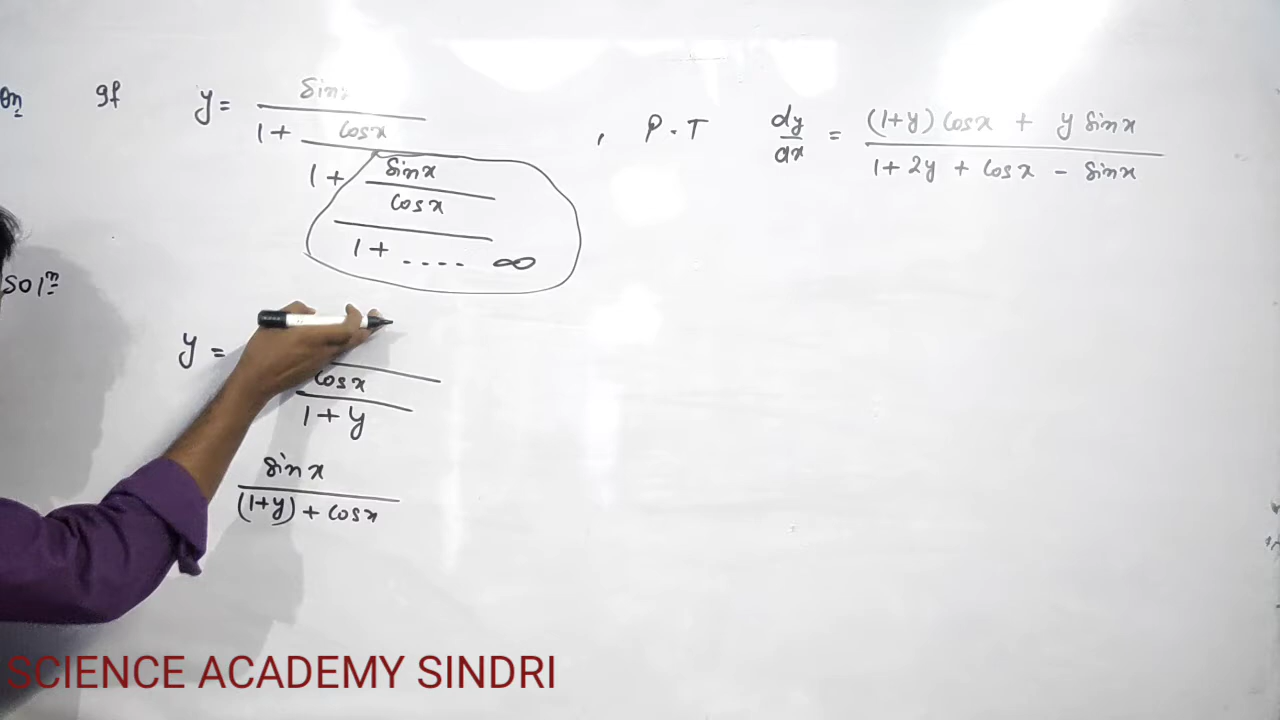 Qn If y = Sinx , P.T dy = (1+y) Cosx + y Sinx
1 + Cosx dx 1 + 2y + Cosx - Sinx
1 + Sinx
Cosx
1 + .... ∞
Solⁿ
y =
Cosx
1 + y
Sinx
(1+y) + Cosx
SCIENCE ACADEMY SINDRI